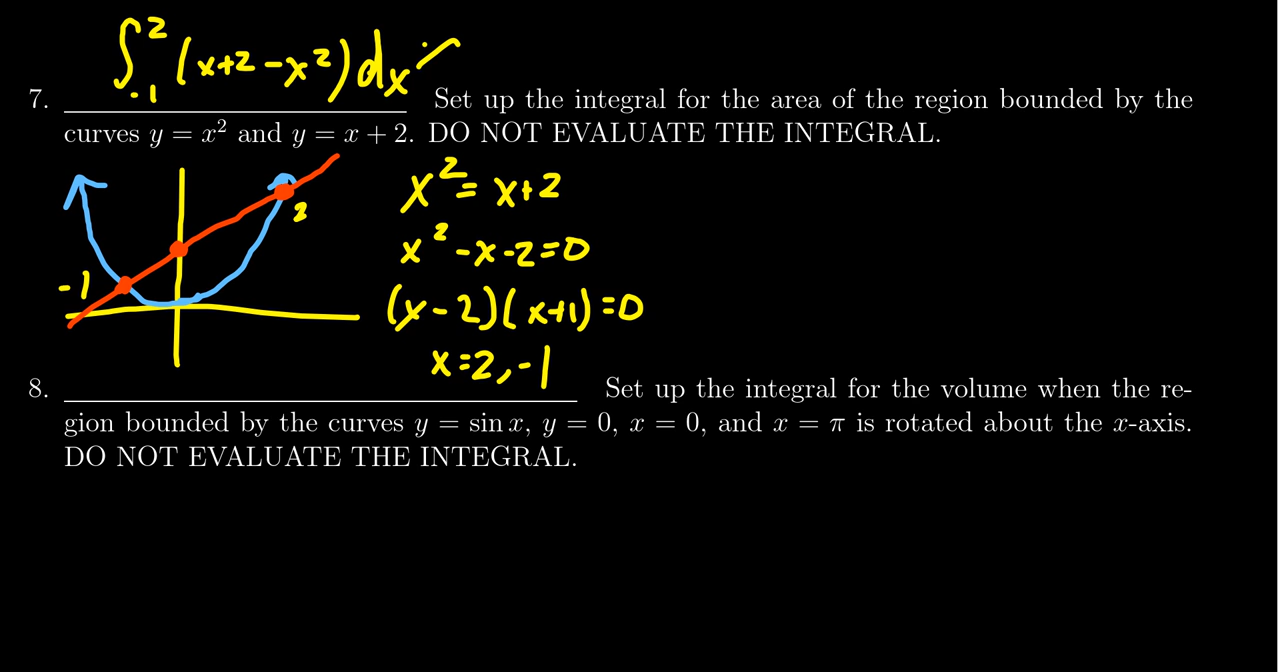 ∫₋₁² (x+2-x²)dx
7. Set up the integral for the area of the region bounded by the
curves y = x² and y = x + 2. DO NOT EVALUATE THE INTEGRAL.
x² = x+2
2
x² -x-2=0
-1
(x-2)(x+1)=0
x=2,-1
8. Set up the integral for the volume when the re-
gion bounded by the curves y = sin x, y = 0, x = 0, and x = π is rotated about the x-axis.
DO NOT EVALUATE THE INTEGRAL.